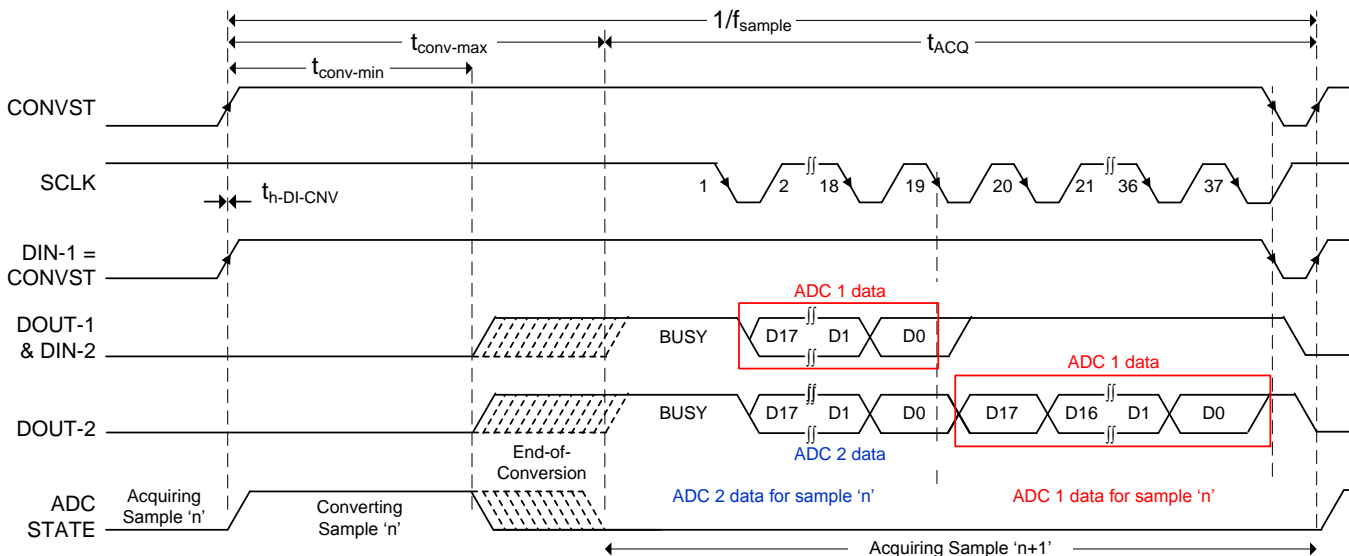 1/fsample
tconv-max
tACQ
tconv-min
CONVST
SCLK
1 2 18 19 20 21 36 37
th-DI-CNV
DIN-1 =
CONVST
ADC 1 data
DOUT-1
& DIN-2
BUSY D17 D1 D0
ADC 1 data
DOUT-2
BUSY D17 D1 D0 D17 D16 D1 D0
ADC 2 data
End-of-
Conversion
ADC
STATE
Acquiring
Sample ‘n’
Converting
Sample ‘n’
ADC 2 data for sample ‘n’
ADC 1 data for sample ‘n’
Acquiring Sample ‘n+1’